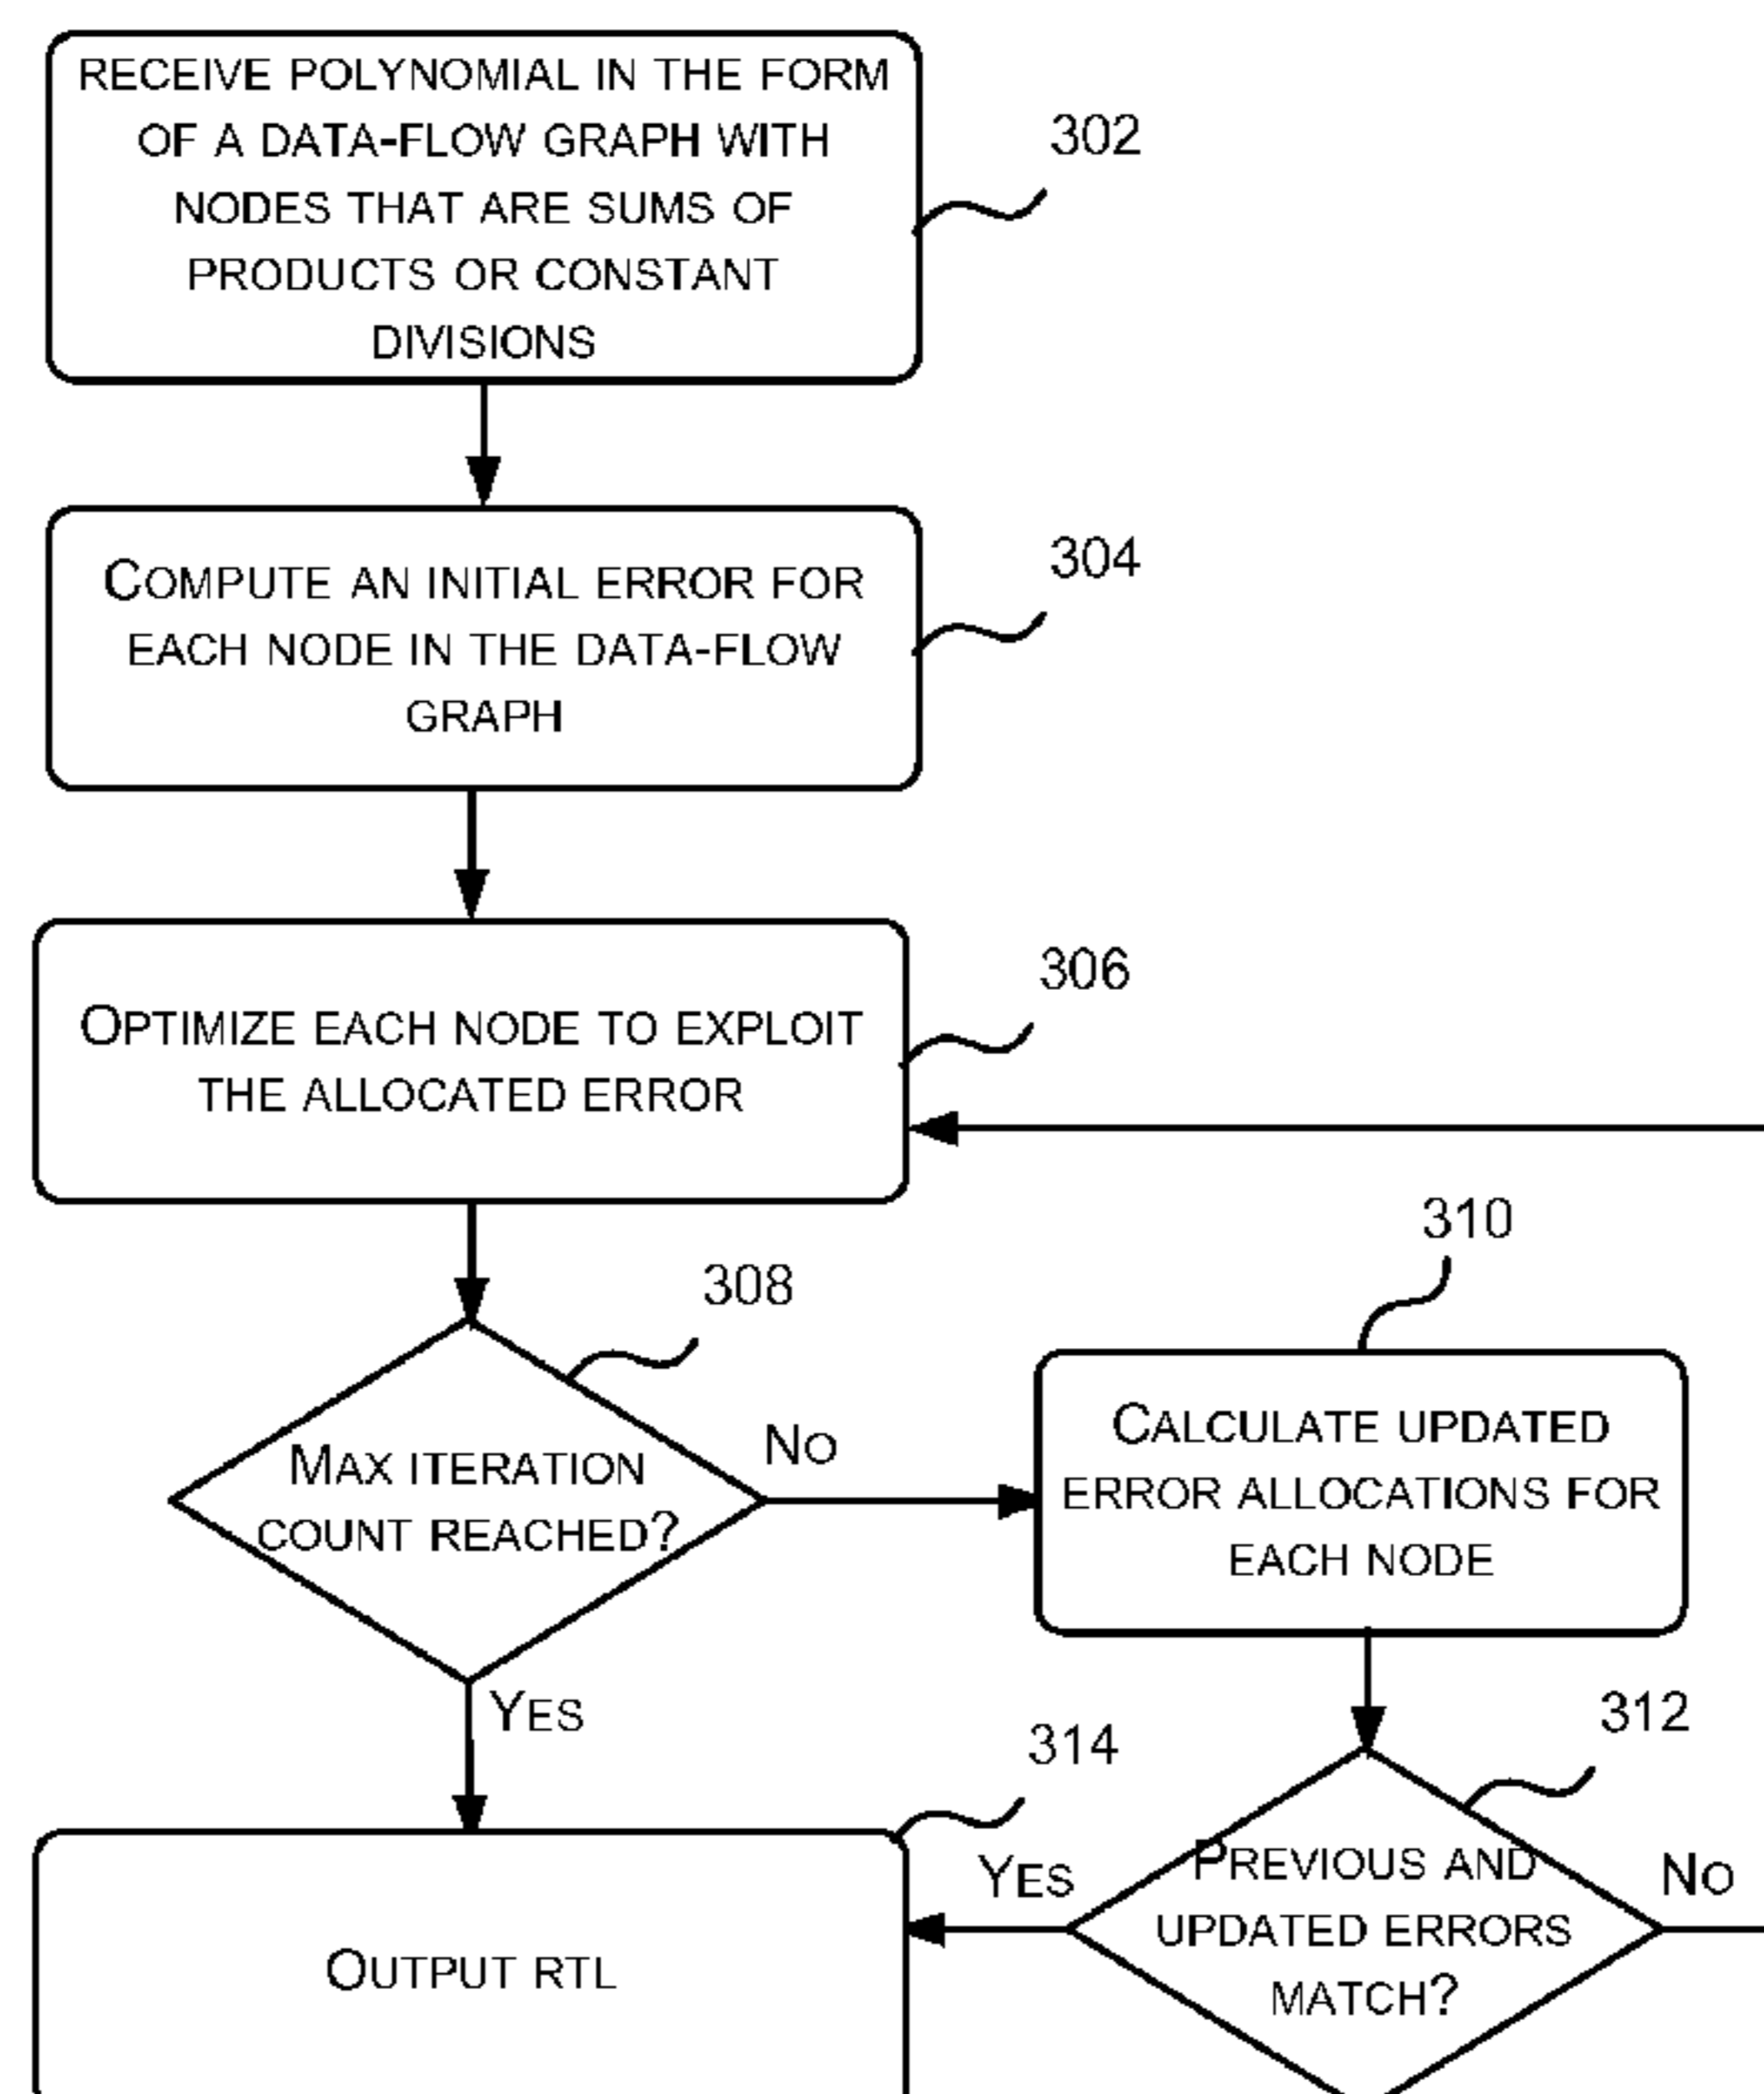 RECEIVE POLYNOMIAL IN THE FORM
OF A DATA-FLOW GRAPH WITH
NODES THAT ARE SUMS OF
PRODUCTS OR CONSTANT
DIVISIONS
302
COMPUTE AN INITIAL ERROR FOR
EACH NODE IN THE DATA-FLOW
GRAPH
304
OPTIMIZE EACH NODE TO EXPLOIT
THE ALLOCATED ERROR
306
308
MAX ITERATION
COUNT REACHED?
NO
YES
310
CALCULATE UPDATED
ERROR ALLOCATIONS FOR
EACH NODE
312
PREVIOUS AND
UPDATED ERRORS
MATCH?
YES
NO
314
OUTPUT RTL